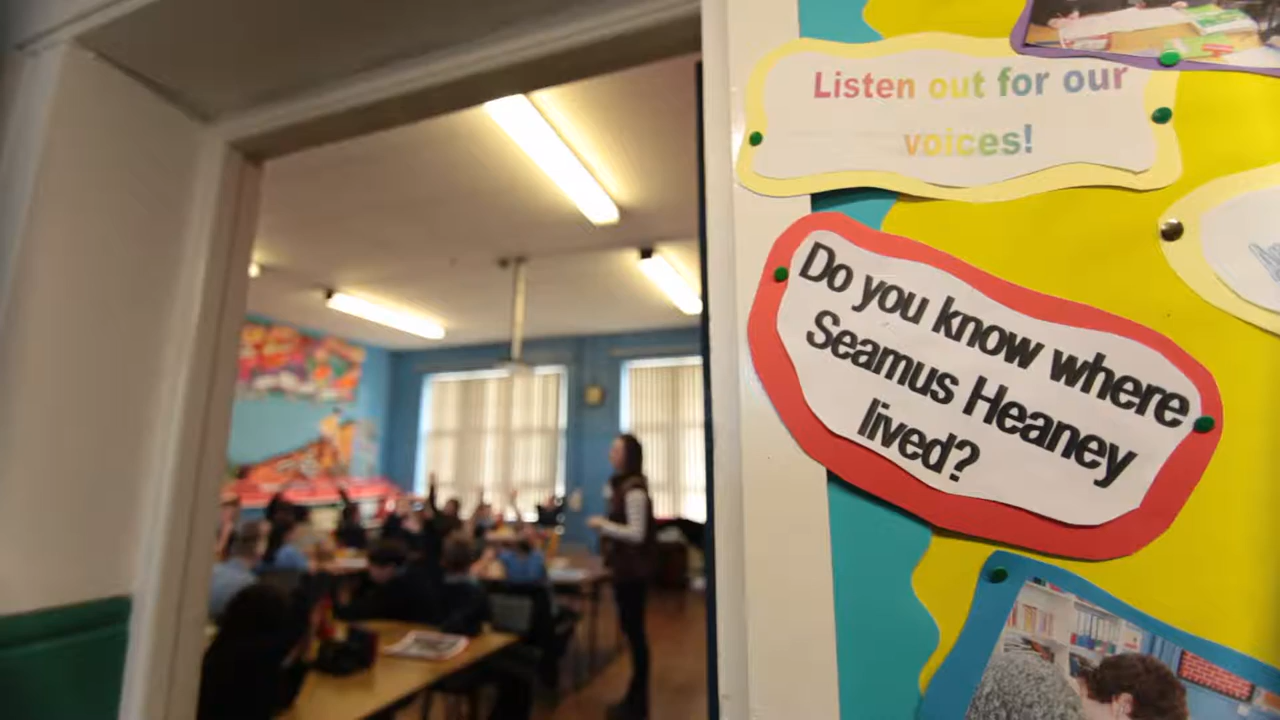 Listen out for our
voices!
Do you know where
Seamus Heaney
lived?